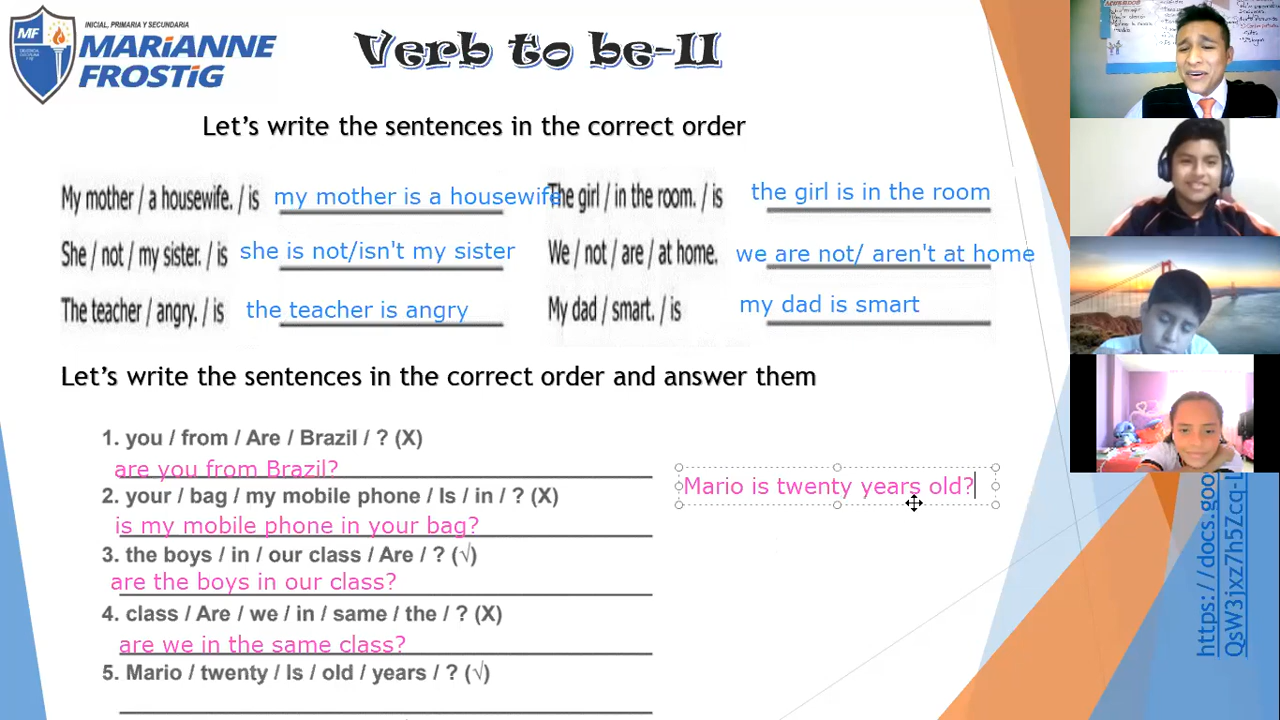 MF
INICIAL, PRIMARIA Y SECUNDARIA
MARiANNE
FROSTiG
Verb to be-II
Let's write the sentences in the correct order
My mother / a housewife. / is my mother is a housewife
The girl / in the room. / is the girl is in the room
She / not / my sister. / is she is not/isn't my sister
We / not / are / at home. we are not/ aren't at home
The teacher / angry. / is the teacher is angry
My dad / smart. / is my dad is smart
Let's write the sentences in the correct order and answer them
1. you / from / Are / Brazil / ? (X)
are you from Brazil?
2. your / bag / my mobile phone / Is / in / ? (X)
is my mobile phone in your bag?
3. the boys / in / our class / Are / ? (√)
are the boys in our class?
4. class / Are / we / in / same / the / ? (X)
are we in the same class?
5. Mario / twenty / Is / old / years / ? (√)
Mario is twenty years old?
https://docs.goo
QsW3jxz7h5Zcq-L